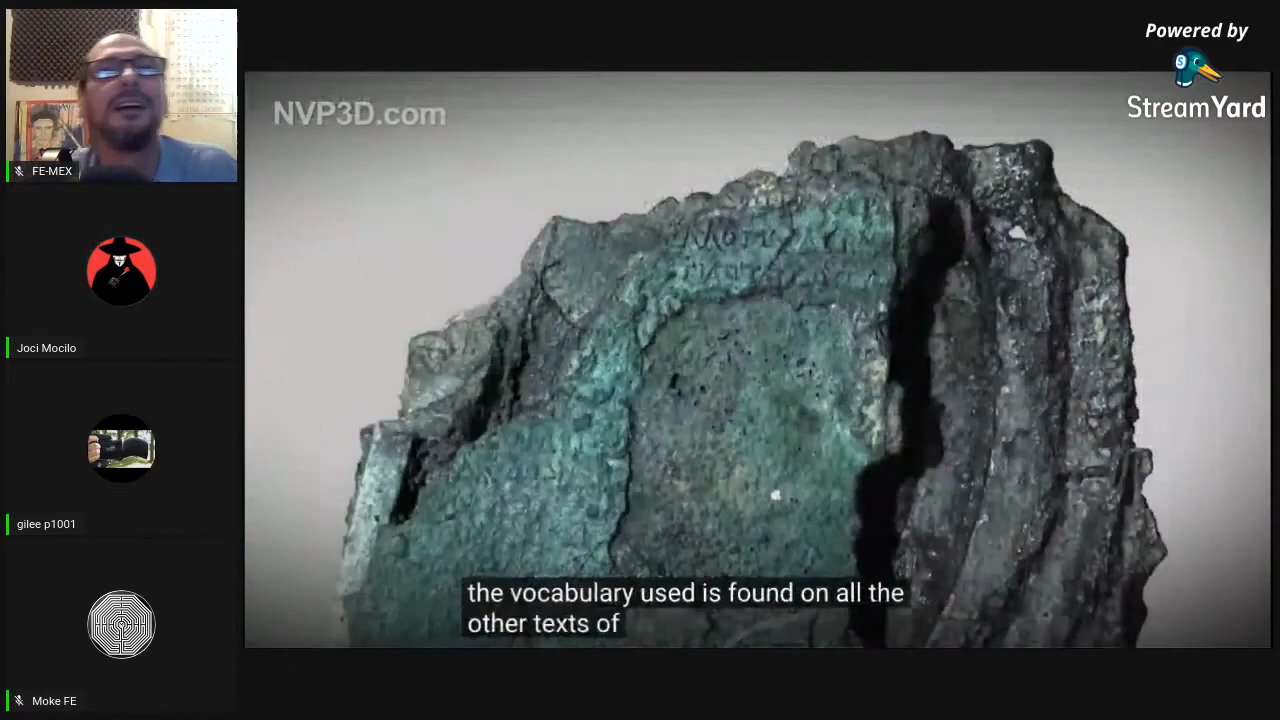 Powered by
StreamYard
NVP3D.com
FE-MEX
Joci Mocilo
gilee p1001
Moke FE
the vocabulary used is found on all the
other texts of